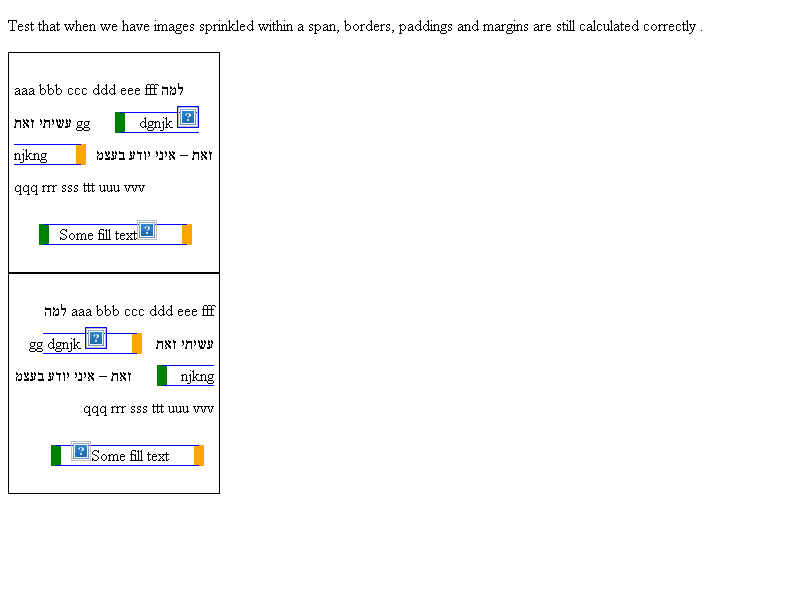 Test that when we have images sprinkled within a span, borders, paddings and margins are still calculated correctly .
aaa bbb ccc ddd eee fff למה
עשיתי זאת gg dgnjk
njkng זאת – איני יודע בעצמ
qqq rrr sss ttt uuu vvv
Some fill text
למה aaa bbb ccc ddd eee fff
gg dgnjk עשיתי זאת
זאת – איני יודע בעצמ njkng
qqq rrr sss ttt uuu vvv
Some fill text